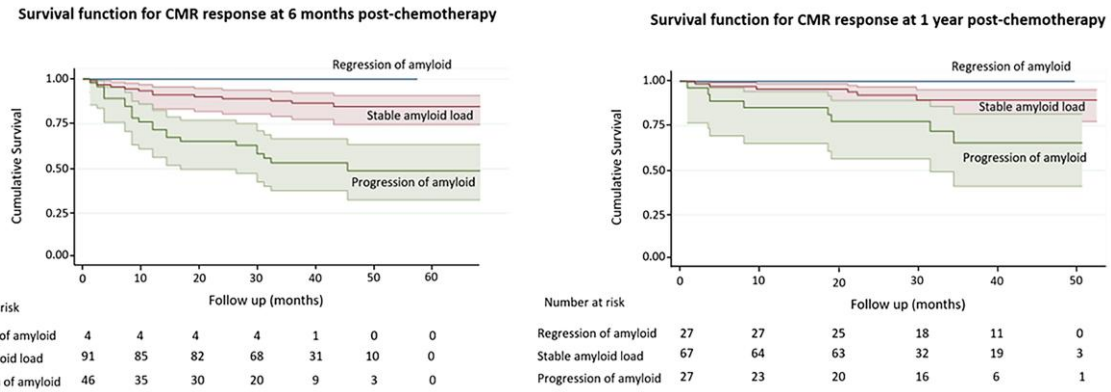 Survival function for CMR response at 6 months post-chemotherapy
Regression of amyloid
1.00
Stable amyloid load
0.75
Cumulative Survival
0.50
Progression of amyloid
0.25
0.00
0 10 20 30 40 50 60
Follow up (months)
risk
of amyloid 4 4 4 4 1 0 0
oid load 91 85 82 68 31 10 0
of amyloid 46 35 30 20 9 3 0
Survival function for CMR response at 1 year post-chemotherapy
Regression of amyloid
1.00
Stable amyloid load
0.75
Cumulative Survival
Progression of amyloid
0.50
0.25
0.00
0 10 20 30 40 50
Follow up (months)
Number at risk
Regression of amyloid 27 27 25 18 11 0
Stable amyloid load 67 64 63 32 19 3
Progression of amyloid 27 23 20 16 6 1